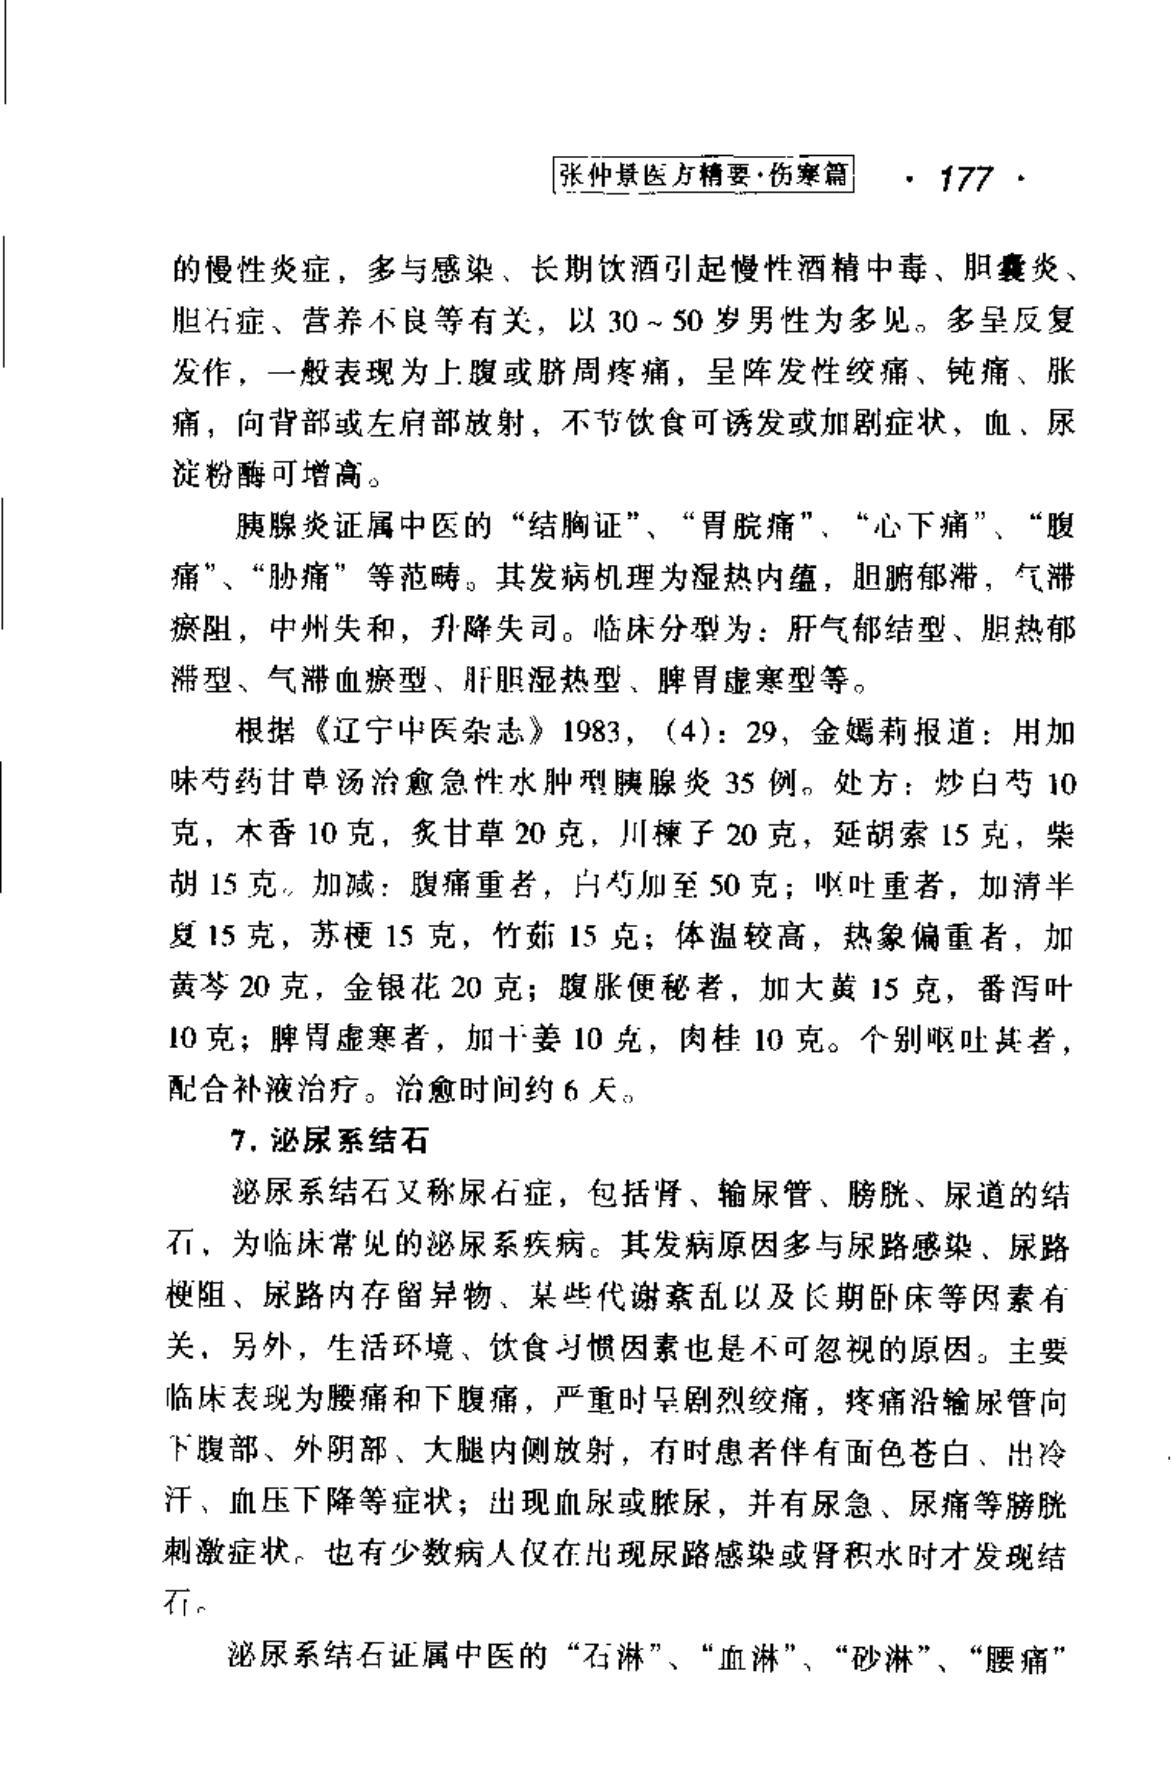 张仲景医方精要·伤寒篇 · 177 ·
的慢性炎症，多与感染、长期饮酒引起慢性酒精中毒、胆囊炎、
胆石症、营养不良等有关，以 30～50 岁男性为多见。多呈反复
发作，一般表现为上腹或脐周疼痛，呈阵发性绞痛、钝痛、胀
痛，向背部或左肩部放射，不节饮食可诱发或加剧症状，血、尿
淀粉酶可增高。
胰腺炎证属中医的“结胸证”、“胃脘痛”、“心下痛”、“腹
痛”、“胁痛”等范畴。其发病机理为湿热内蕴，胆腑郁滞，气滞
瘀阻，中州失和，升降失司。临床分型为：肝气郁结型、胆热郁
滞型、气滞血瘀型、肝胆湿热型、脾胃虚寒型等。
根据《辽宁中医杂志》1983，（4）：29，金嫣莉报道：用加
味芍药甘草汤治愈急性水肿型胰腺炎 35 例。处方：炒白芍 10
克，木香 10 克，炙甘草 20 克，川楝子 20 克，延胡索 15 克，柴
胡 15 克。加减：腹痛重者，白芍加至 50 克；呕吐重者，加清半
夏 15 克，苏梗 15 克，竹茹 15 克；体温较高，热象偏重者，加
黄芩 20 克，金银花 20 克；腹胀便秘者，加大黄 15 克，番泻叶
10 克；脾胃虚寒者，加干姜 10 克，肉桂 10 克。个别呕吐甚者，
配合补液治疗。治愈时间约 6 天。
7. 泌尿系结石
泌尿系结石又称尿石症，包括肾、输尿管、膀胱、尿道的结
石，为临床常见的泌尿系疾病。其发病原因多与尿路感染、尿路
梗阻、尿路内存留异物、某些代谢紊乱以及长期卧床等因素有
关，另外，生活环境、饮食习惯因素也是不可忽视的原因。主要
临床表现为腰痛和下腹痛，严重时呈剧烈绞痛，疼痛沿输尿管向
下腹部、外阴部、大腿内侧放射，有时患者伴有面色苍白、出冷
汗、血压下降等症状；出现血尿或脓尿，并有尿急、尿痛等膀胱
刺激症状。也有少数病人仅在出现尿路感染或肾积水时才发现结
石。
泌尿系结石证属中医的“石淋”、“血淋”、“砂淋”、“腰痛”